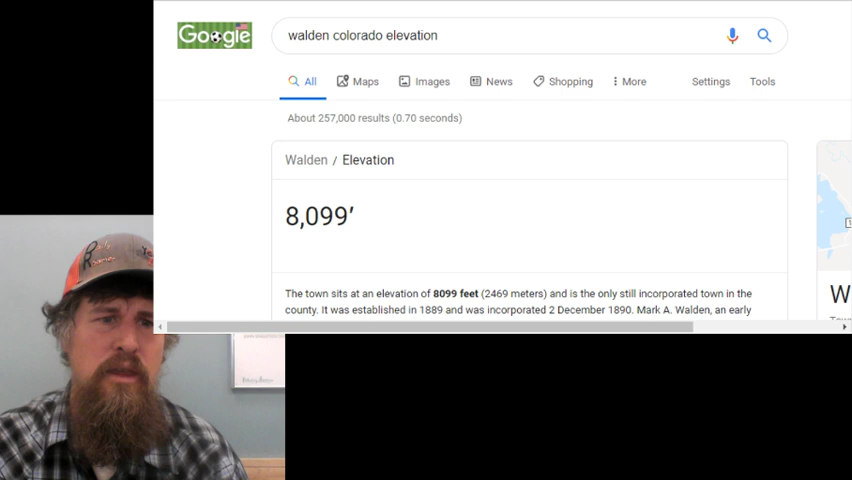 Google
walden colorado elevation
All Maps Images News Shopping More Settings Tools
About 257,000 results (0.70 seconds)
Walden / Elevation
8,099′
The town sits at an elevation of 8099 feet (2469 meters) and is the only still incorporated town in the
county. It was established in 1889 and was incorporated 2 December 1890. Mark A. Walden, an early
W